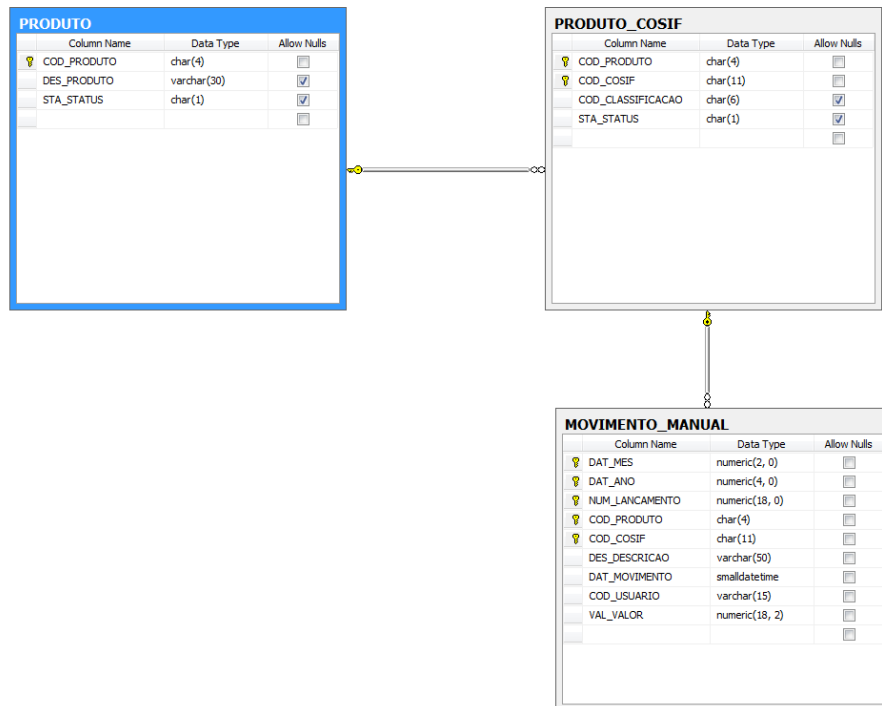 PRODUTO
Column Name Data Type Allow Nulls
COD_PRODUTO char(4)
DES_PRODUTO varchar(30)
STA_STATUS char(1)
PRODUTO_COSIF
Column Name Data Type Allow Nulls
COD_PRODUTO char(4)
COD_COSIF char(11)
COD_CLASSIFICACAO char(6)
STA_STATUS char(1)
MOVIMENTO_MANUAL
Column Name Data Type Allow Nulls
DAT_MES numeric(2, 0)
DAT_ANO numeric(4, 0)
NUM_LANCAMENTO numeric(18, 0)
COD_PRODUTO char(4)
COD_COSIF char(11)
DES_DESCRICAO varchar(50)
DAT_MOVIMENTO smalldatetime
COD_USUARIO varchar(15)
VAL_VALOR numeric(18, 2)